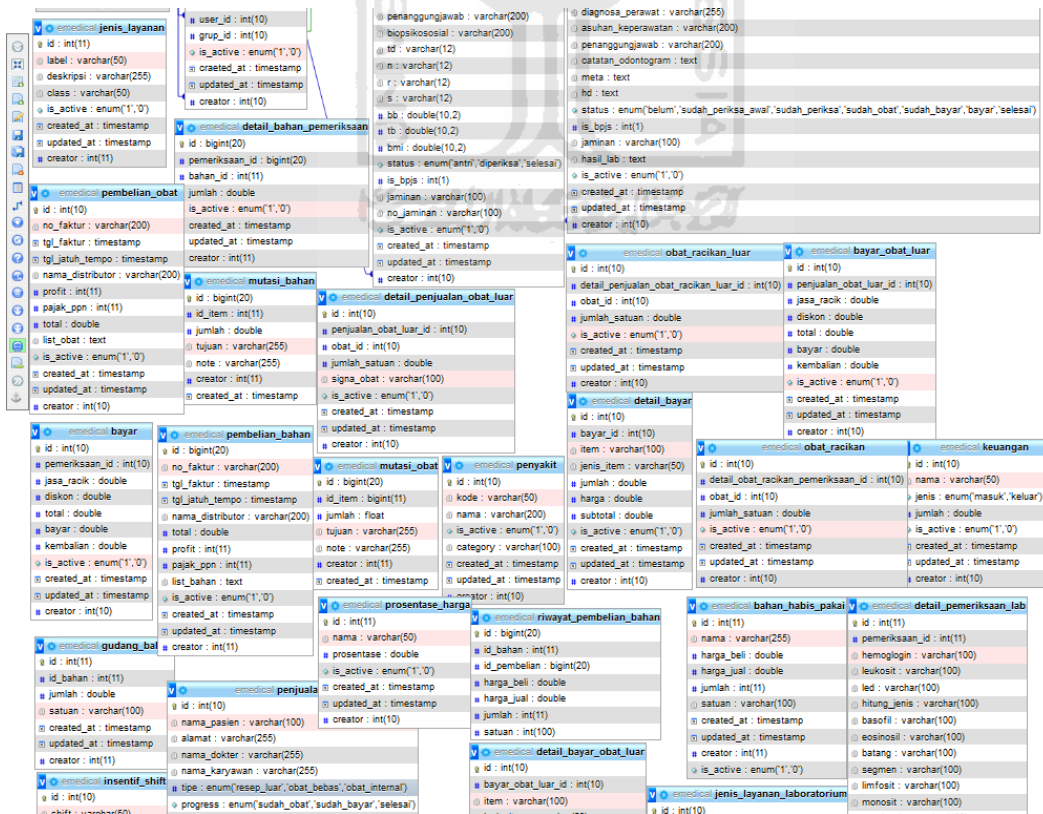 emedical jenis_layanan
id : int(11)
label : varchar(50)
deskripsi : varchar(255)
class : varchar(50)
is_active : enum('1','0')
created_at : timestamp
updated_at : timestamp
creator : int(11)
user_id : int(10)
grup_id : int(10)
is_active : enum('1','0')
craeted_at : timestamp
updated_at : timestamp
creator : int(10)
penanggungjawab : varchar(200)
biopsikososial : varchar(200)
td : varchar(12)
n : varchar(12)
r : varchar(12)
s : varchar(12)
bb : double(10,2)
tb : double(10,2)
bmi : double(10,2)
status : enum('antri','diperiksa','selesai')
is_bpjs : int(1)
jaminan : varchar(100)
no_jaminan : varchar(100)
is_active : enum('1','0')
created_at : timestamp
updated_at : timestamp
creator : int(10)
diagnosa_perawat : varchar(255)
asuhan_keperawatan : varchar(200)
penanggungjawab : varchar(200)
catatan_odontogram : text
meta : text
hd : text
status : enum('belum','sudah_periksa_awal','sudah_periksa','sudah_obat','sudah_bayar','bayar','selesai')
is_bpjs : int(1)
jaminan : varchar(100)
hasil_lab : text
is_active : enum('1','0')
created_at : timestamp
updated_at : timestamp
creator : int(10)
emedical detail_bahan_pemeriksaan
id : bigint(20)
pemeriksaan_id : bigint(20)
bahan_id : int(11)
jumlah : double
is_active : enum('1','0')
created_at : timestamp
updated_at : timestamp
creator : int(11)
emedical pembelian_obat
id : int(10)
no_faktur : varchar(200)
tgl_faktur : timestamp
tgl_jatuh_tempo : timestamp
nama_distributor : varchar(200)
profit : int(11)
pajak_ppn : int(11)
total : double
list_obat : text
is_active : enum('1','0')
created_at : timestamp
updated_at : timestamp
creator : int(10)
emedical mutasi_bahan
id : bigint(20)
id_item : int(11)
jumlah : double
tujuan : varchar(255)
note : varchar(255)
creator : int(11)
created_at : timestamp
emedical detail_penjualan_obat_luar
id : int(10)
penjualan_obat_luar_id : int(10)
obat_id : int(10)
jumlah_satuan : double
signa_obat : varchar(100)
is_active : enum('1','0')
created_at : timestamp
updated_at : timestamp
creator : int(10)
emedical obat_racikan_luar
id : int(10)
detail_penjualan_obat_racikan_luar_id : int(10)
obat_id : int(10)
jumlah_satuan : double
is_active : enum('1','0')
created_at : timestamp
updated_at : timestamp
creator : int(10)
emedical bayar_obat_luar
id : int(10)
penjualan_obat_luar_id : int(10)
jasa_racik : double
diskon : double
total : double
bayar : double
kembalian : double
is_active : enum('1','0')
created_at : timestamp
updated_at : timestamp
creator : int(10)
emedical bayar
id : int(10)
pemeriksaan_id : int(10)
jasa_racik : double
diskon : double
total : double
bayar : double
kembalian : double
is_active : enum('1','0')
created_at : timestamp
updated_at : timestamp
creator : int(10)
emedical pembelian_bahan
id : bigint(20)
no_faktur : varchar(200)
tgl_faktur : timestamp
tgl_jatuh_tempo : timestamp
nama_distributor : varchar(200)
total : double
profit : int(11)
pajak_ppn : int(11)
list_bahan : text
is_active : enum('1','0')
created_at : timestamp
updated_at : timestamp
creator : int(11)
emedical mutasi_obat
id : bigint(20)
id_item : bigint(11)
jumlah : float
tujuan : varchar(255)
note : varchar(255)
creator : int(11)
created_at : timestamp
emedical penyakit
id : int(10)
kode : varchar(50)
nama : varchar(200)
is_active : enum('1','0')
category : varchar(100)
created_at : timestamp
updated_at : timestamp
creator : int(10)
emedical detail_bayar
id : int(10)
bayar_id : int(10)
item : varchar(100)
jenis_item : varchar(50)
jumlah : double
harga : double
subtotal : double
is_active : enum('1','0')
created_at : timestamp
updated_at : timestamp
creator : int(10)
emedical obat_racikan
id : int(10)
detail_obat_racikan_pemeriksaan_id : int(10)
obat_id : int(10)
jumlah_satuan : double
is_active : enum('1','0')
created_at : timestamp
updated_at : timestamp
creator : int(10)
emedical keuangan
id : int(10)
nama : varchar(50)
jenis : enum('masuk','keluar')
jumlah : double
is_active : enum('1','0')
created_at : timestamp
updated_at : timestamp
creator : int(10)
emedical gudang_bah
id : int(11)
id_bahan : int(11)
jumlah : double
satuan : varchar(100)
created_at : timestamp
updated_at : timestamp
creator : int(11)
emedical penjuala
id : int(10)
nama_pasien : varchar(100)
alamat : varchar(255)
nama_dokter : varchar(255)
nama_karyawan : varchar(255)
tipe : enum('resep_luar','obat_bebas','obat_internal')
progress : enum('sudah_obat','sudah_bayar','selesai')
emedical prosentase_harga
id : int(11)
nama : varchar(50)
prosentase : double
is_active : enum('1','0')
created_at : timestamp
updated_at : timestamp
creator : int(10)
emedical riwayat_pembelian_bahan
id : bigint(20)
id_bahan : int(11)
id_pembelian : bigint(20)
harga_beli : double
harga_jual : double
jumlah : int(11)
satuan : int(100)
emedical bahan_habis_pakai
id : int(11)
nama : varchar(255)
harga_beli : double
harga_jual : double
jumlah : int(11)
satuan : varchar(100)
created_at : timestamp
updated_at : timestamp
creator : int(11)
is_active : enum('1','0')
emedical detail_pemeriksaan_lab
id : int(11)
pemeriksaan_id : int(11)
hemoglogin : varchar(100)
leukosit : varchar(100)
led : varchar(100)
hitung_jenis : varchar(100)
basofil : varchar(100)
eosinosil : varchar(100)
batang : varchar(100)
segmen : varchar(100)
limfosit : varchar(100)
monosit : varchar(100)
emedical insentif_shift
id : int(10)
shift : varchar(50)
emedical detail_bayar_obat_luar
id : int(10)
bayar_obat_luar_id : int(10)
item : varchar(100)
emedical jenis_layanan_laboratorium
id : int(10)